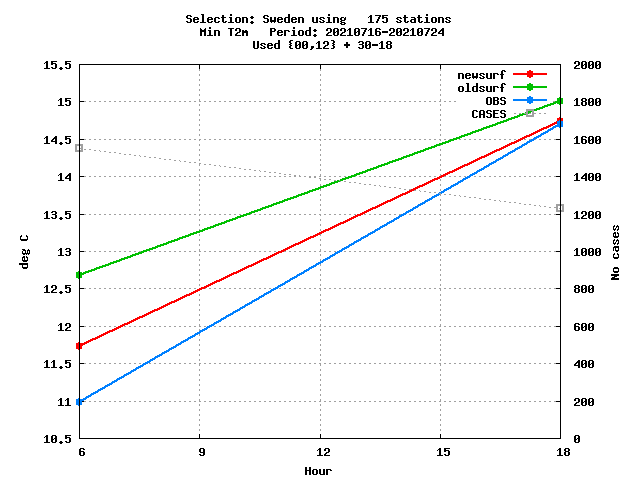 Selection: Sweden using   175 stations
Min T2m   Period: 20210716-20210724
Used {00,12} + 30-18
newsurf
oldsurf
OBS
CASES
15.5
15
14.5
14
13.5
13
12.5
12
11.5
11
10.5
deg C
2000
1800
1600
1400
1200
1000
800
600
400
200
0
No cases
6
9
12
15
18
Hour